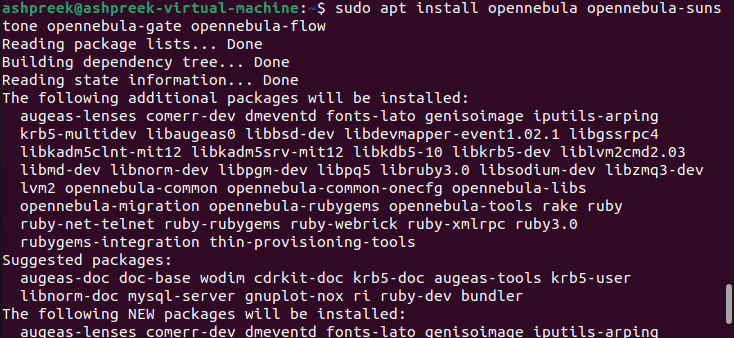 ashpreek@ashpreek-virtual-machine:~$ sudo apt install opennebula opennebula-suns
tone opennebula-gate opennebula-flow
Reading package lists... Done
Building dependency tree... Done
Reading state information... Done
The following additional packages will be installed:
  augeas-lenses comerr-dev dmeventd fonts-lato genisoimage iputils-arping
  krb5-multidev libaugeas0 libbsd-dev libdevmapper-event1.02.1 libgssrpc4
  libkadm5clnt-mit12 libkadm5srv-mit12 libkdb5-10 libkrb5-dev liblvm2cmd2.03
  libmd-dev libnorm-dev libpgm-dev libpq5 libruby3.0 libsodium-dev libzmq3-dev
  lvm2 opennebula-common opennebula-common-onecfg opennebula-libs
  opennebula-migration opennebula-rubygems opennebula-tools rake ruby
  ruby-net-telnet ruby-rubygems ruby-webrick ruby-xmlrpc ruby3.0
  rubygems-integration thin-provisioning-tools
Suggested packages:
  augeas-doc doc-base wodim cdrkit-doc krb5-doc augeas-tools krb5-user
  libnorm-doc mysql-server gnuplot-nox ri ruby-dev bundler
The following NEW packages will be installed:
  augeas-lenses comerr-dev dmeventd fonts-lato genisoimage iputils-arping